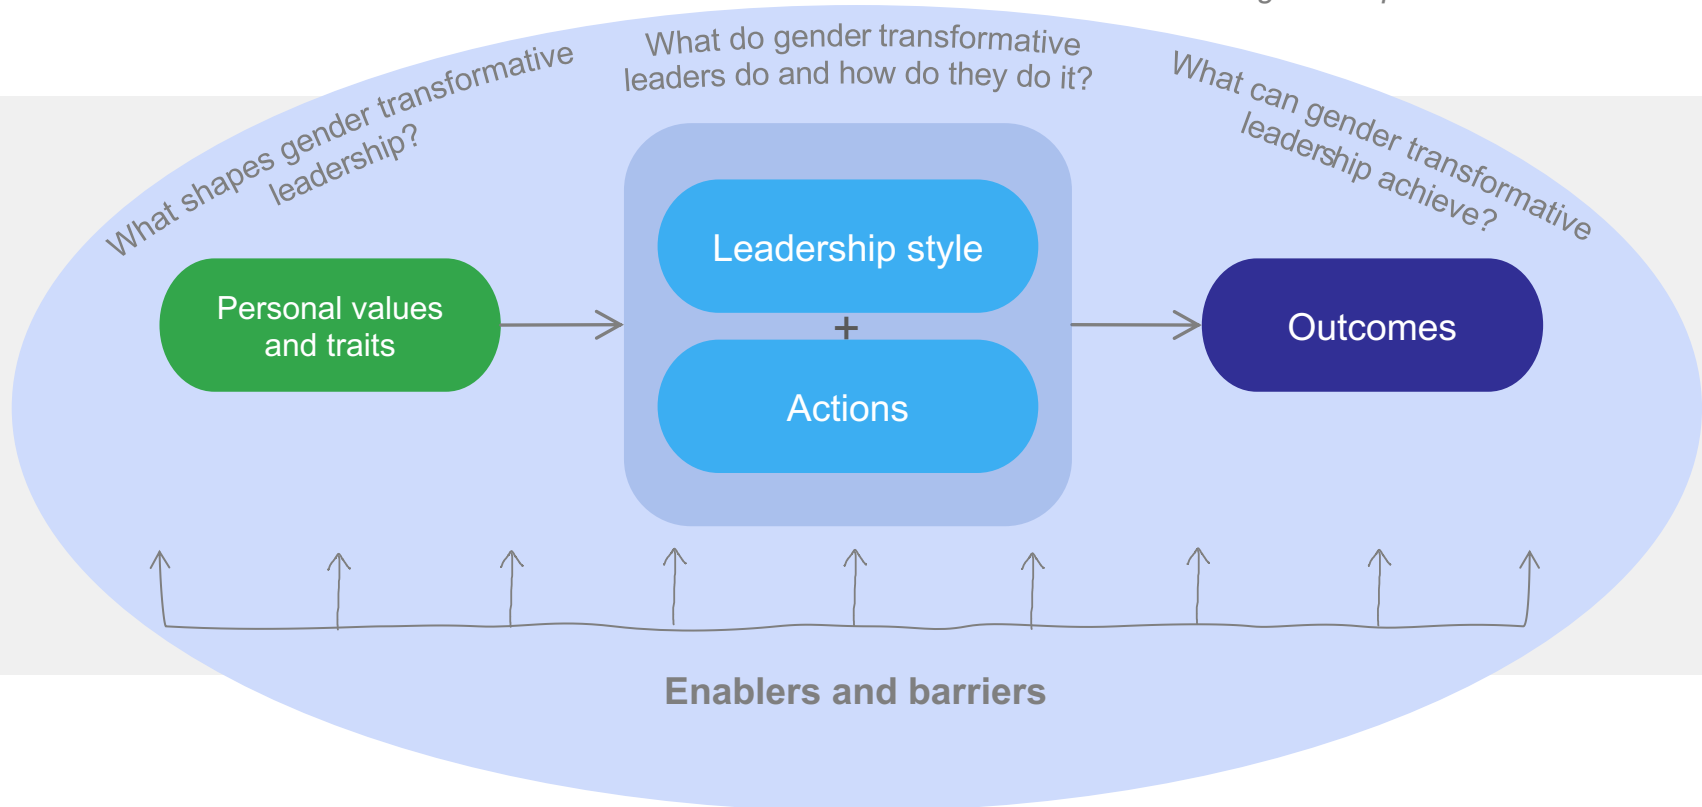 What shapes gender transformative
leadership?
What do gender transformative
leaders do and how do they do it?
What can gender transformative
leadership achieve?
Personal values
and traits
Leadership style
+
Actions
Outcomes
Enablers and barriers